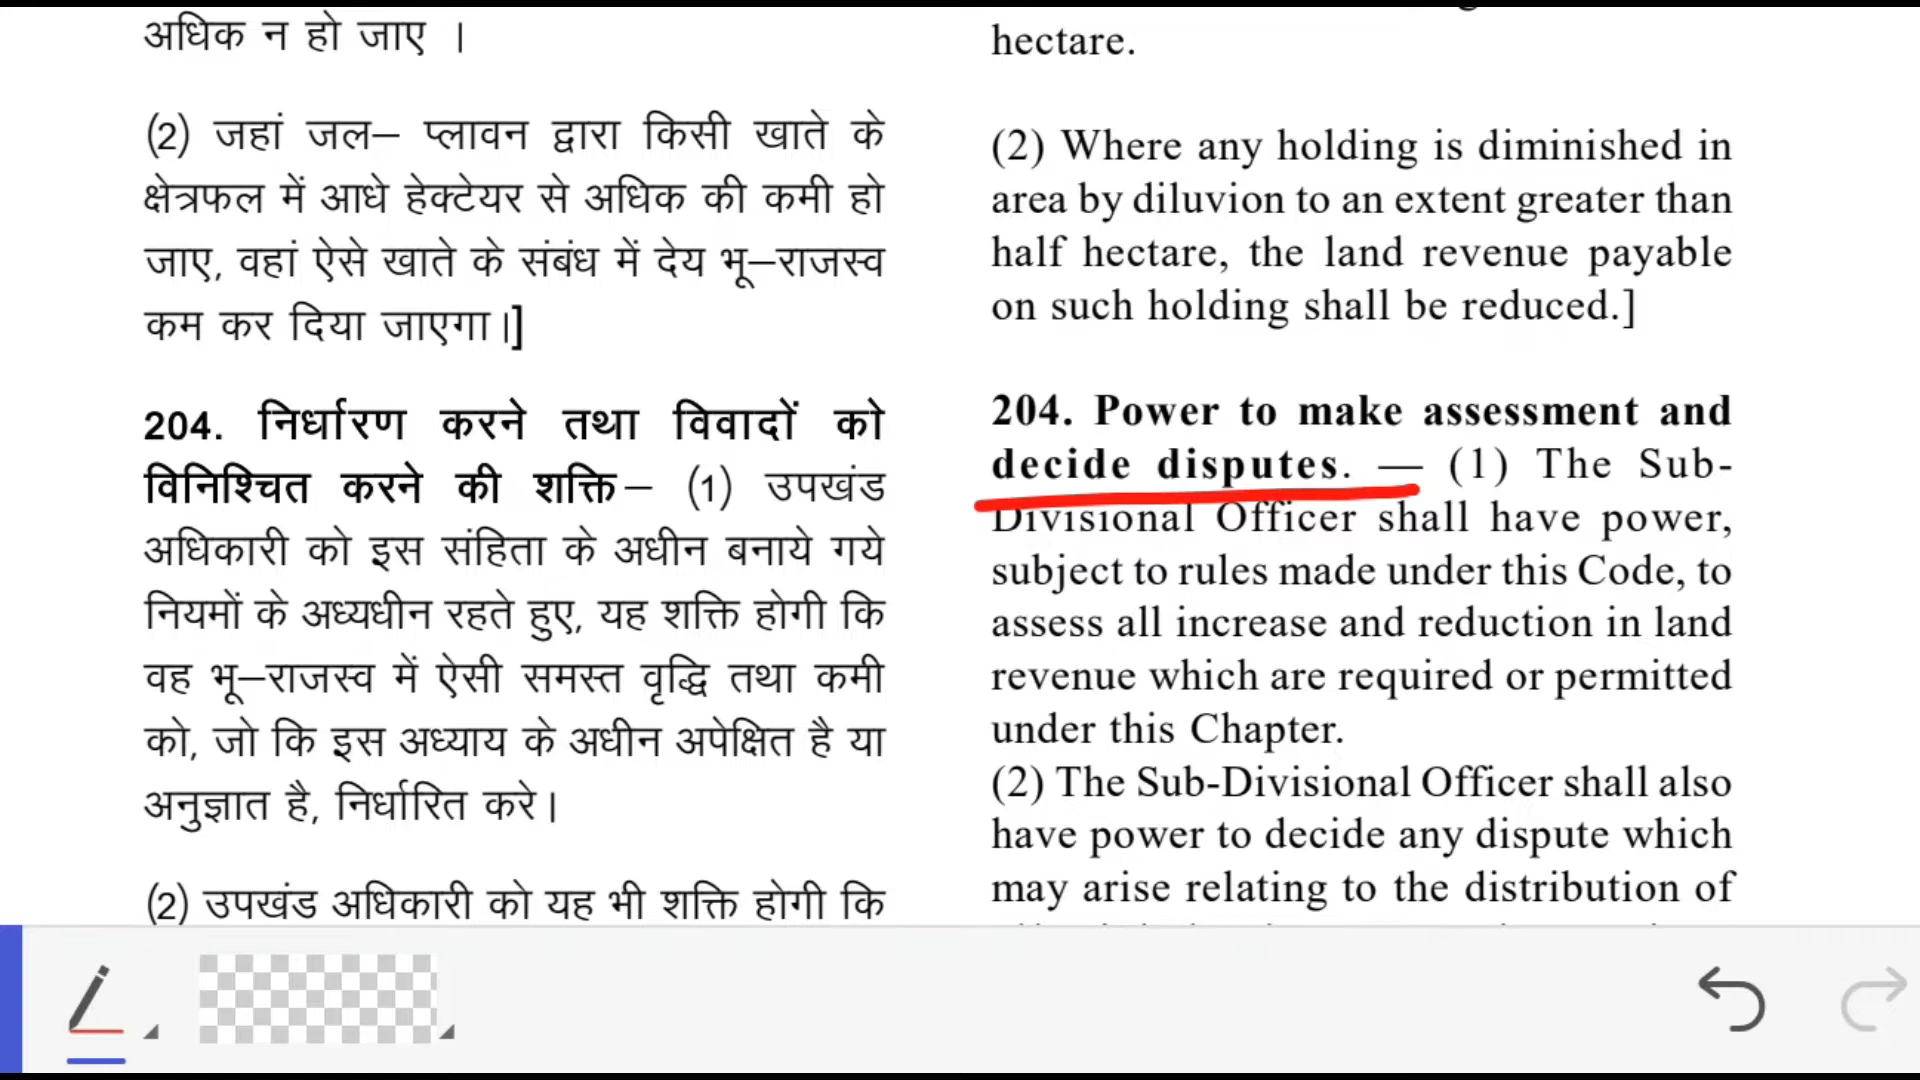 अधिक न हो जाए ।
(2) जहां जल– प्लावन द्वारा किसी खाते के
क्षेत्रफल में आधे हेक्टेयर से अधिक की कमी हो
जाए, वहां ऐसे खाते के संबंध में देय भू–राजस्व
कम कर दिया जाएगा।]
204. निर्धारण करने तथा विवादों को
विनिश्चित करने की शक्ति– (1) उपखंड
अधिकारी को इस संहिता के अधीन बनाये गये
नियमों के अध्यधीन रहते हुए, यह शक्ति होगी कि
वह भू–राजस्व में ऐसी समस्त वृद्धि तथा कमी
को, जो कि इस अध्याय के अधीन अपेक्षित है या
अनुज्ञात है, निर्धारित करे।
(2) उपखंड अधिकारी को यह भी शक्ति होगी कि
hectare.
(2) Where any holding is diminished in
area by diluvion to an extent greater than
half hectare, the land revenue payable
on such holding shall be reduced.]
204. Power to make assessment and
decide disputes. — (1) The Sub-
Divisional Officer shall have power,
subject to rules made under this Code, to
assess all increase and reduction in land
revenue which are required or permitted
under this Chapter.
(2) The Sub-Divisional Officer shall also
have power to decide any dispute which
may arise relating to the distribution of